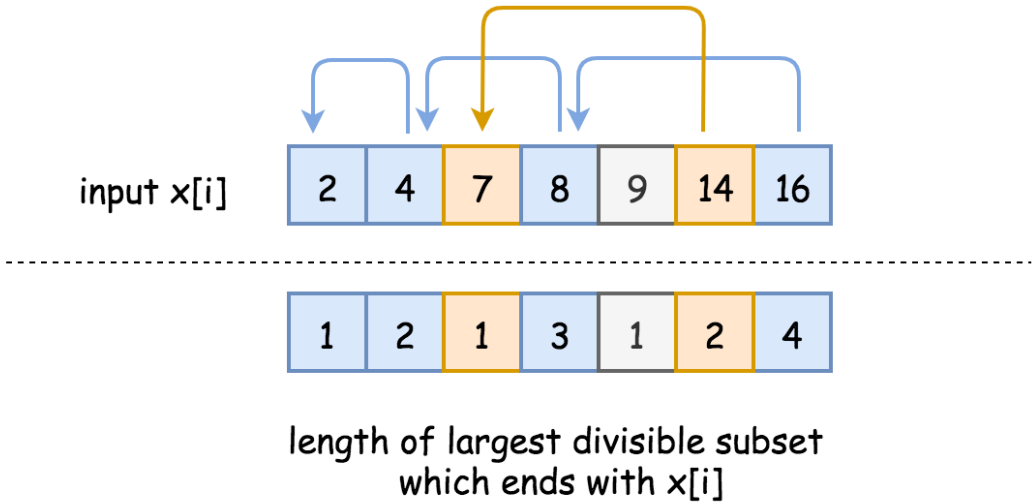 input x[i] 2 4 7 8 9 14 16
1 2 1 3 1 2 4
length of largest divisible subset
which ends with x[i]